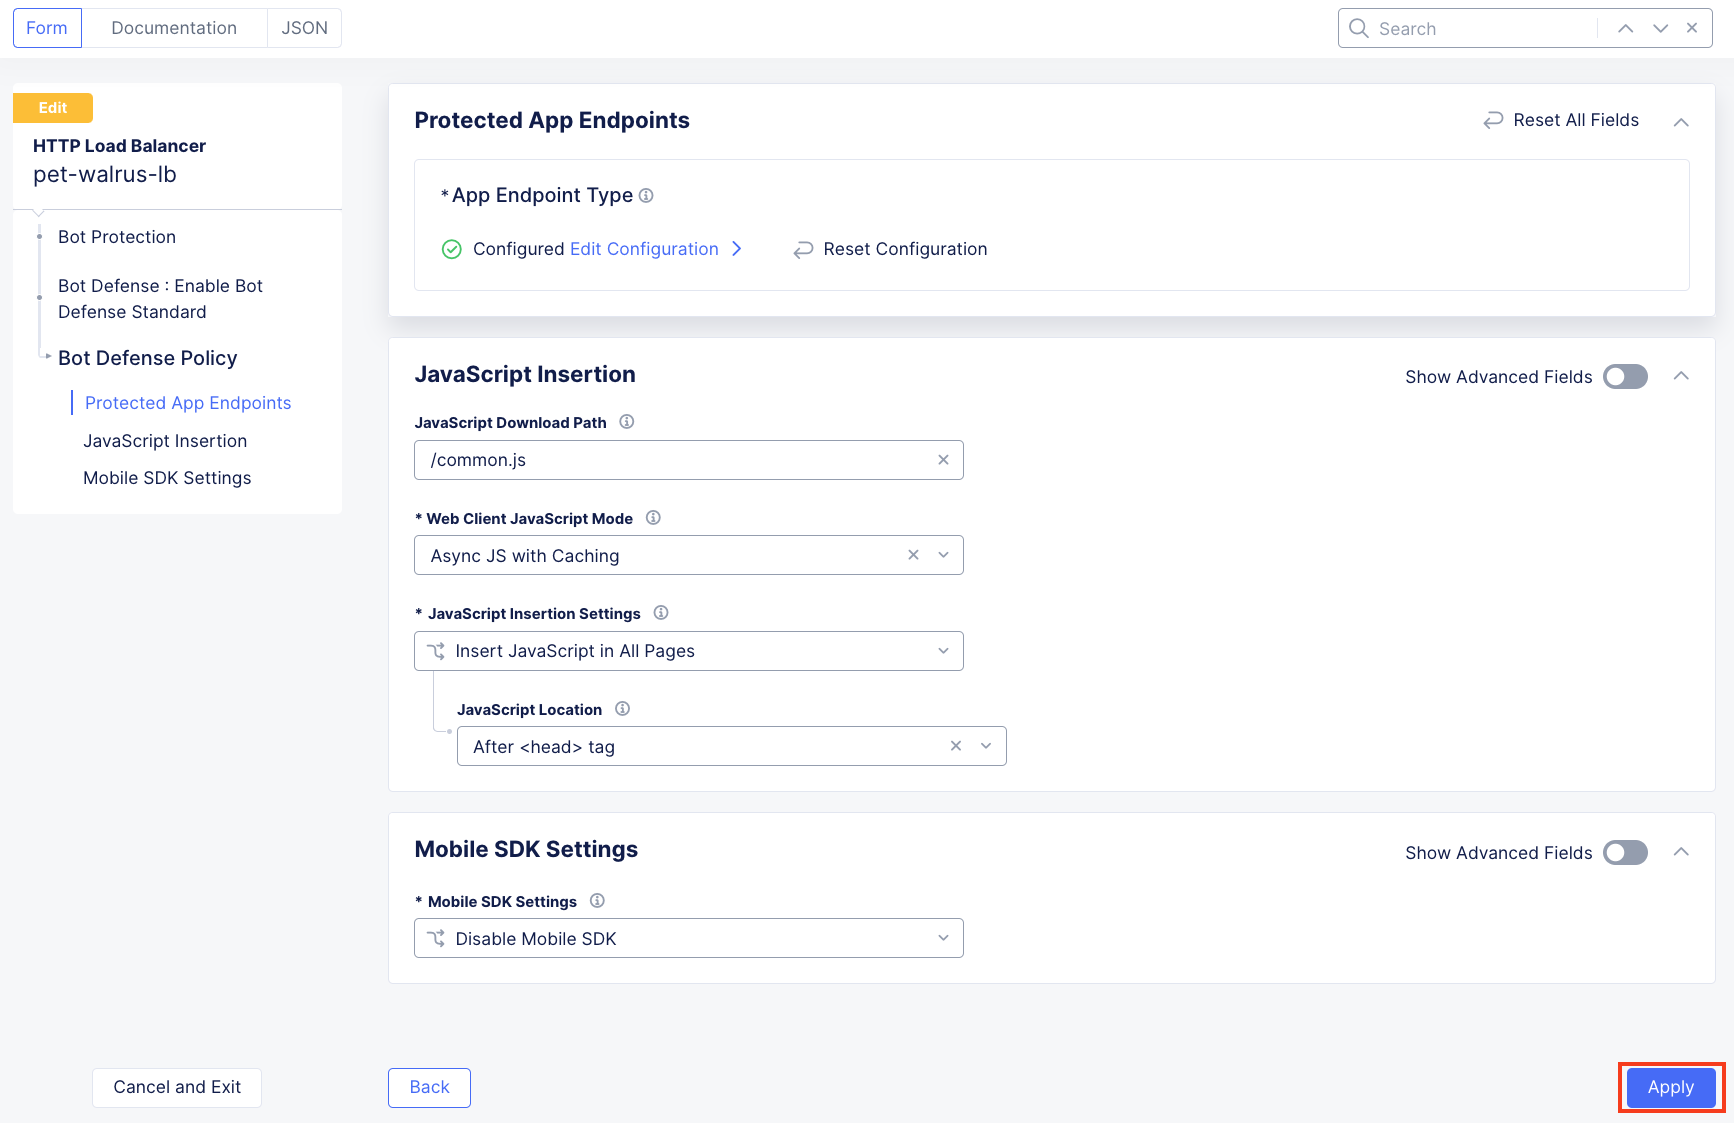 Form
Documentation
JSON
Search
Edit
HTTP Load Balancer
pet-walrus-lb
Bot Protection
Bot Defense : Enable Bot
Defense Standard
Bot Defense Policy
Protected App Endpoints
JavaScript Insertion
Mobile SDK Settings
Protected App Endpoints
Reset All Fields
* App Endpoint Type
Configured Edit Configuration
Reset Configuration
JavaScript Insertion
Show Advanced Fields
JavaScript Download Path
/common.js
* Web Client JavaScript Mode
Async JS with Caching
* JavaScript Insertion Settings
Insert JavaScript in All Pages
JavaScript Location
After <head> tag
Mobile SDK Settings
Show Advanced Fields
* Mobile SDK Settings
Disable Mobile SDK
Cancel and Exit
Back
Apply